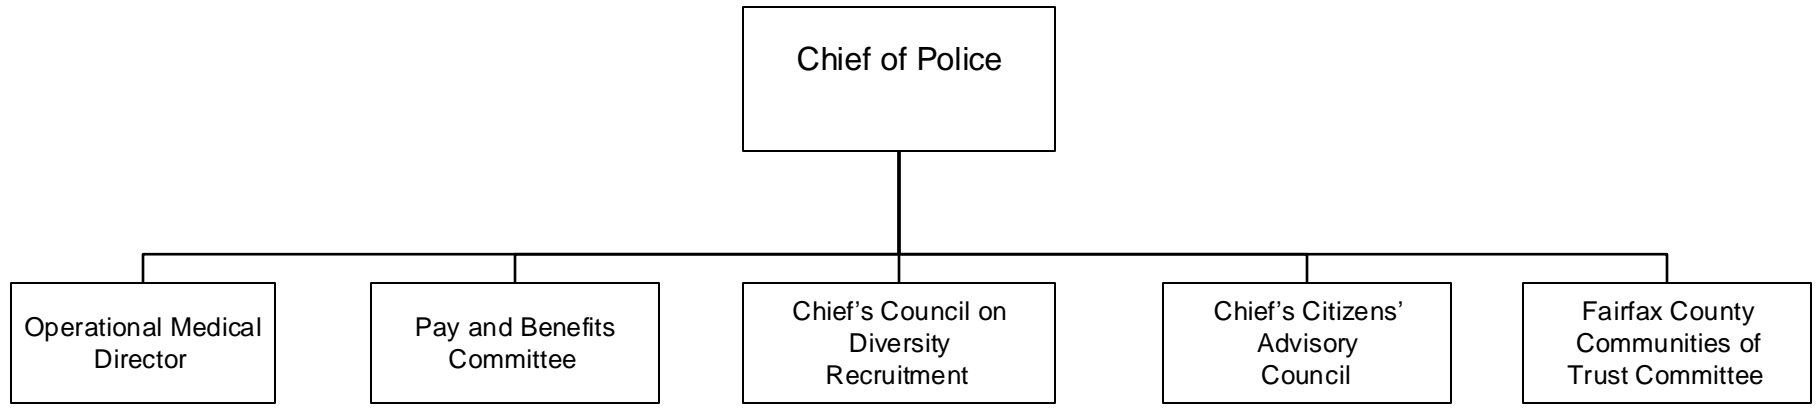 Chief of Police
Operational Medical
Director
Pay and Benefits
Committee
Chief’s Council on
Diversity
Recruitment
Chief’s Citizens’
Advisory
Council
Fairfax County
Communities of
Trust Committee